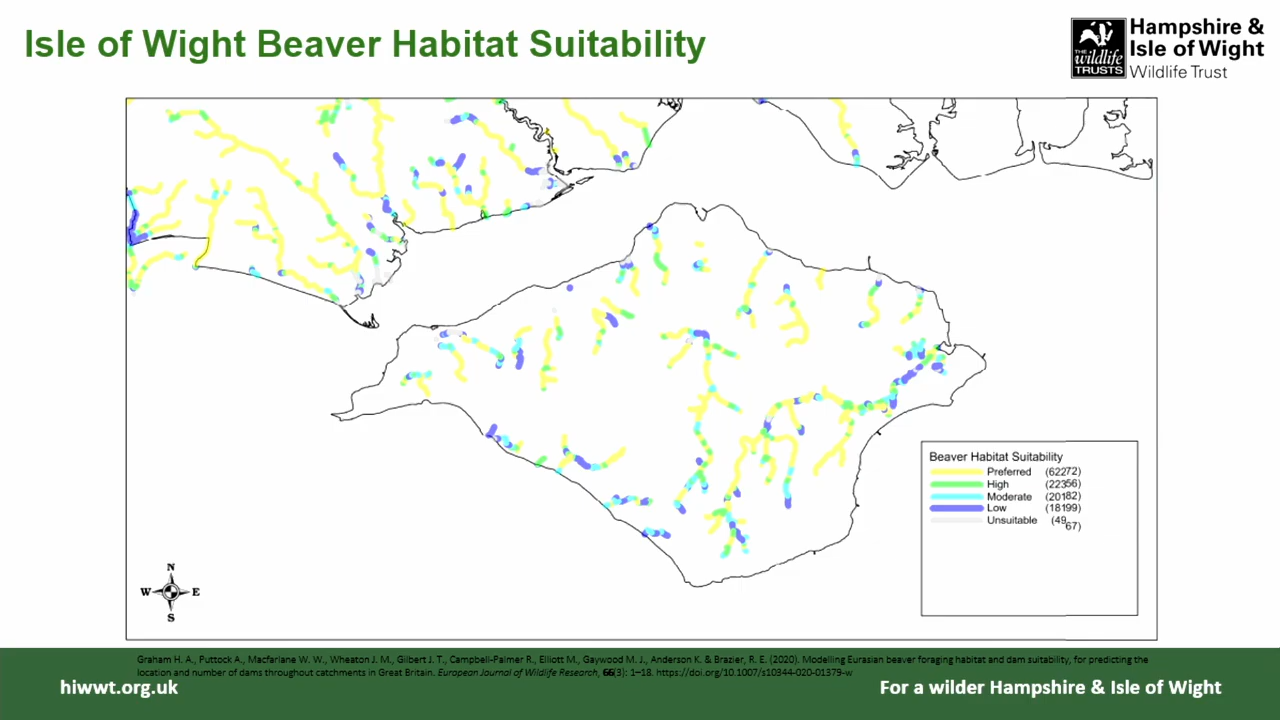 Isle of Wight Beaver Habitat Suitability
THE
wildlife
TRUSTS
Hampshire &
Isle of Wight
Wildlife Trust
Beaver Habitat Suitability
Preferred (62272)
High (22356)
Moderate (20182)
Low (18199)
Unsuitable (4967)
N
W E
S
Graham H. A., Puttock A., Macfarlane W. W., Wheaton J. M., Gilbert J. T., Campbell-Palmer R., Elliott M., Gaywood M. J., Anderson K. & Brazier, R. E. (2020). Modelling Eurasian beaver foraging habitat and dam suitability, for predicting the
location and number of dams throughout catchments in Great Britain. European Journal of Wildlife Research, 66(3): 1–18. https://doi.org/10.1007/s10344-020-01379-w
hiwwt.org.uk
For a wilder Hampshire & Isle of Wight